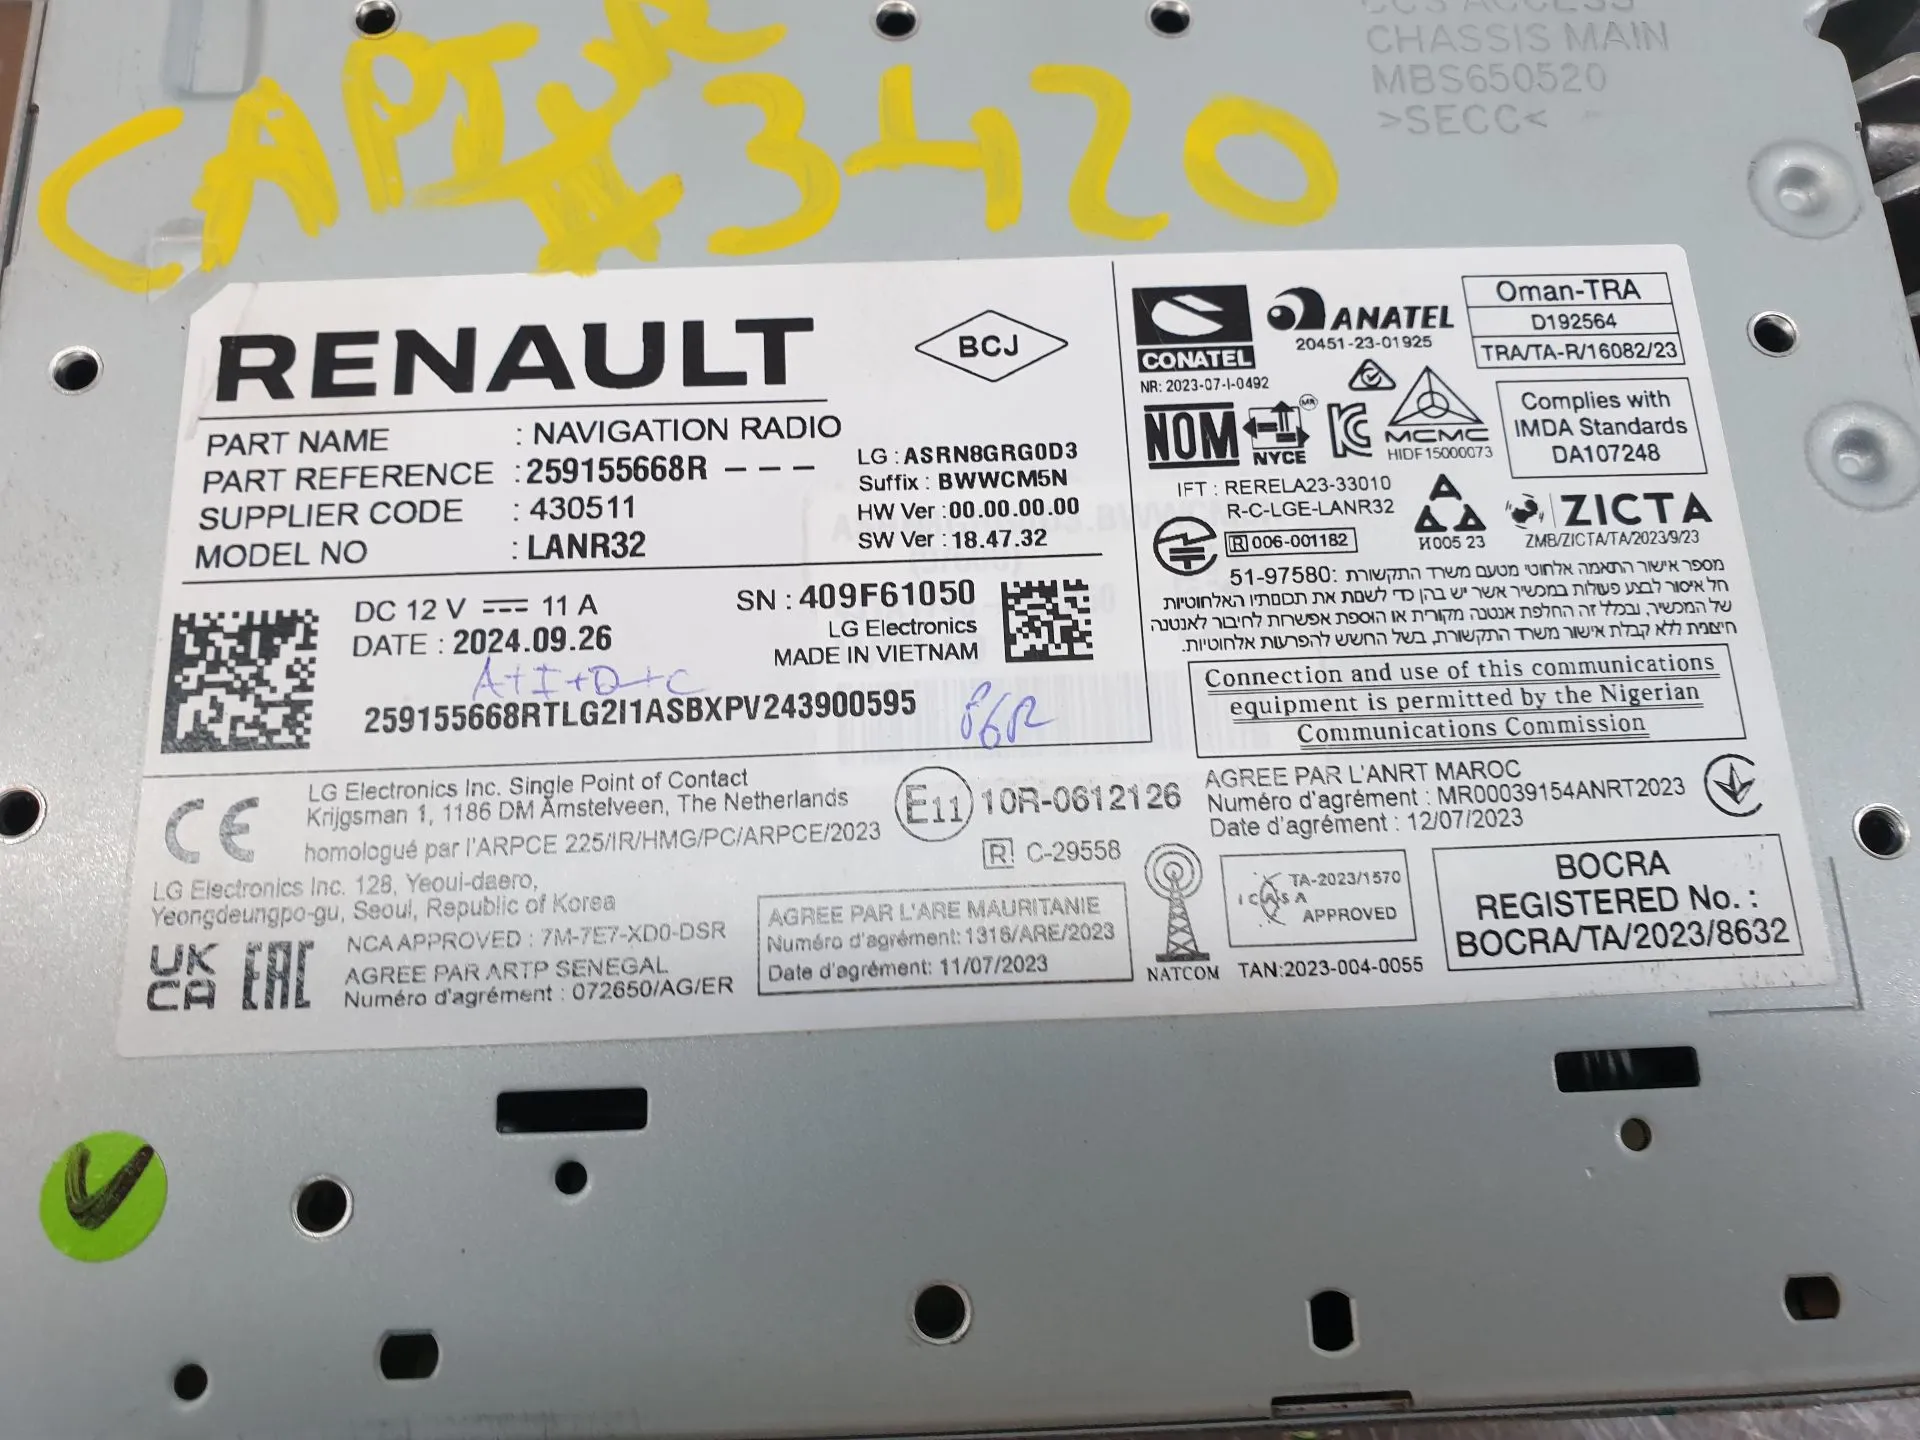 CCS ACCESS
CHASSIS MAIN
MBS650520
>SECC<
CAPTUR
#3420
RENAULT
BCJ
PART NAME : NAVIGATION RADIO
PART REFERENCE : 259155668R - - -
SUPPLIER CODE : 430511
MODEL NO : LANR32
LG : ASRN8GRG0D3
Suffix : BWWCM5N
HW Ver : 00.00.00.00
SW Ver : 18.47.32
DC 12 V 11 A
DATE : 2024.09.26
SN : 409F61050
LG Electronics
MADE IN VIETNAM
A+I+D+C
259155668RTLG2I1ASBXPV243900595
86R
CONATEL
NR: 2023-07-I-0492
ANATEL
20451-23-01925
Oman-TRA
D192564
TRA/TA-R/16082/23
NOM
NYCE
MR
MCMC
HIDF15000073
Complies with
IMDA Standards
DA107248
IFT : RERELA23-33010
R-C-LGE-LANR32
R 006-001182
И005 23
ZICTA
ZMB/ZICTA/TA/2023/9/23
מספר אישור התאמה אלחוטי מטעם משרד התקשורת: 51-97580
חל איסור לבצע פעולות במכשיר אשר יש בהן כדי לשנות את תכונותיו האלחוטיות
של המכשיר, ובכלל זה החלפת אנטנה מקורית או הוספת אפשרות לחיבור לאנטנה
חיצונית ללא קבלת אישור משרד התקשורת, בשל החשש להפרעות אלחוטיות.
Connection and use of this communications
equipment is permitted by the Nigerian
Communications Commission
CE
LG Electronics Inc. Single Point of Contact
Krijgsman 1, 1186 DM Amstelveen, The Netherlands
homologué par l'ARPCE 225/IR/HMG/PC/ARPCE/2023
E11 10R-0612126
R C-29558
LG Electronics Inc. 128, Yeoui-daero,
Yeongdeungpo-gu, Seoul, Republic of Korea
UK
CA
EAC
NCA APPROVED : 7M-7E7-XD0-DSR
AGREE PAR ARTP SENEGAL
Numéro d'agrément : 072650/AG/ER
AGREE PAR L'ARE MAURITANIE
Numéro d'agrément: 1316/ARE/2023
Date d'agrément: 11/07/2023
AGREE PAR L'ANRT MAROC
Numéro d'agrément : MR00039154ANRT2023
Date d'agrément : 12/07/2023
NATCOM
ICASA
TA-2023/1570
APPROVED
TAN:2023-004-0055
BOCRA
REGISTERED No. :
BOCRA/TA/2023/8632